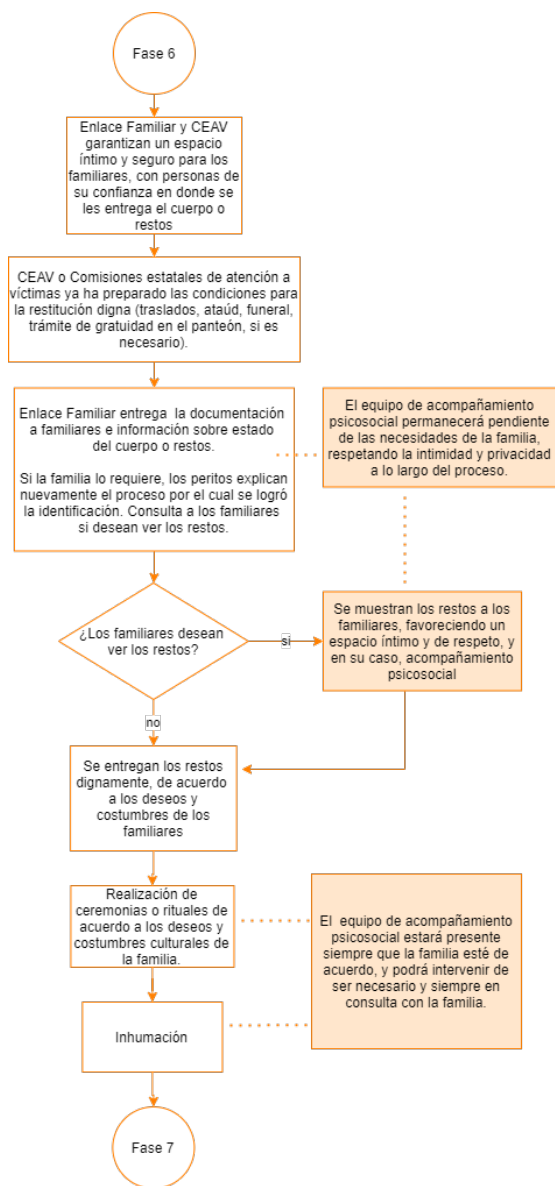 Fase 6
Enlace Familiar y CEAV
garantizan un espacio
íntimo y seguro para los
familiares, con personas de
su confianza en donde se
les entrega el cuerpo o
restos
CEAV o Comisiones estatales de atención a
víctimas ya ha preparado las condiciones para
la restitución digna (traslados, ataúd, funeral,
trámite de gratuidad en el panteón, si es
necesario).
Enlace Familiar entrega la documentación
a familiares e información sobre estado
del cuerpo o restos.
Si la familia lo requiere, los peritos explican
nuevamente el proceso por el cual se logró
la identificación. Consulta a los familiares
si desean ver los restos.
El equipo de acompañamiento
psicosocial permanecerá pendiente
de las necesidades de la familia,
respetando la intimidad y privacidad
a lo largo del proceso.
¿Los familiares desean
ver los restos?
si
Se muestran los restos a los
familiares, favoreciendo un
espacio íntimo y de respeto, y
en su caso, acompañamiento
psicosocial
no
Se entregan los restos
dignamente, de acuerdo
a los deseos y
costumbres de los
familiares
Realización de
ceremonias o rituales de
acuerdo a los deseos y
costumbres culturales de
la familia.
El equipo de acompañamiento
psicosocial estará presente
siempre que la familia esté de
acuerdo, y podrá intervenir de
ser necesario y siempre en
consulta con la familia.
Inhumación
Fase 7